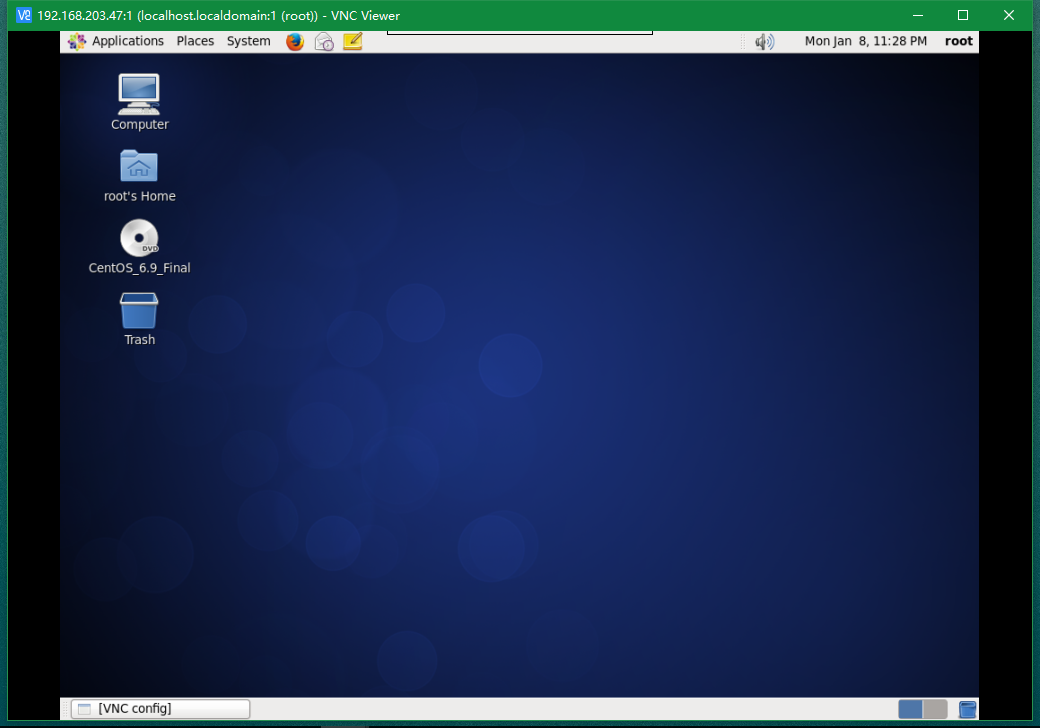 192.168.203.47:1 (localhost.localdomain:1 (root)) - VNC Viewer
Applications Places System Mon Jan 8, 11:28 PM root
Computer
root's Home
DVD
CentOS_6.9_Final
Trash
[VNC config]